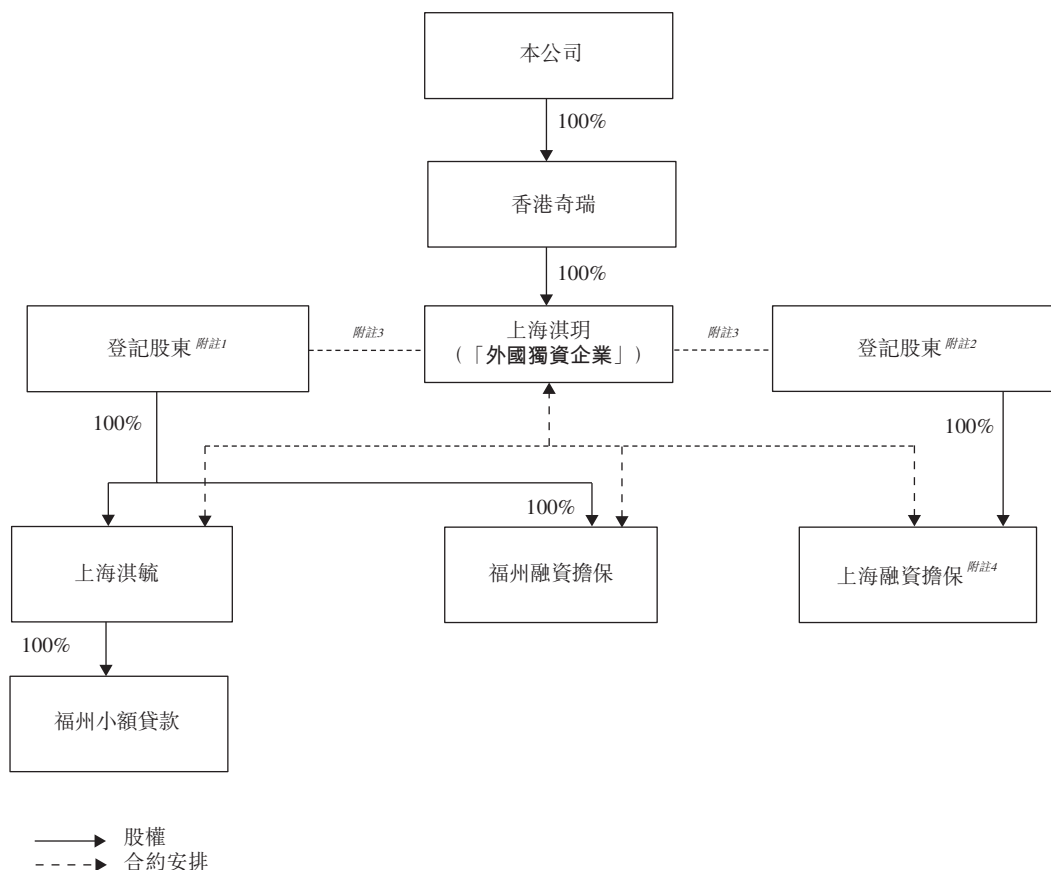 本公司
100%
香港奇瑞
100%
登記股東附註1
附註3
上海淇玥
（「外國獨資企業」）
附註3
登記股東附註2
100%
100%
100%
上海淇毓
福州融資擔保
上海融資擔保附註4
100%
福州小額貸款
股權
合約安排